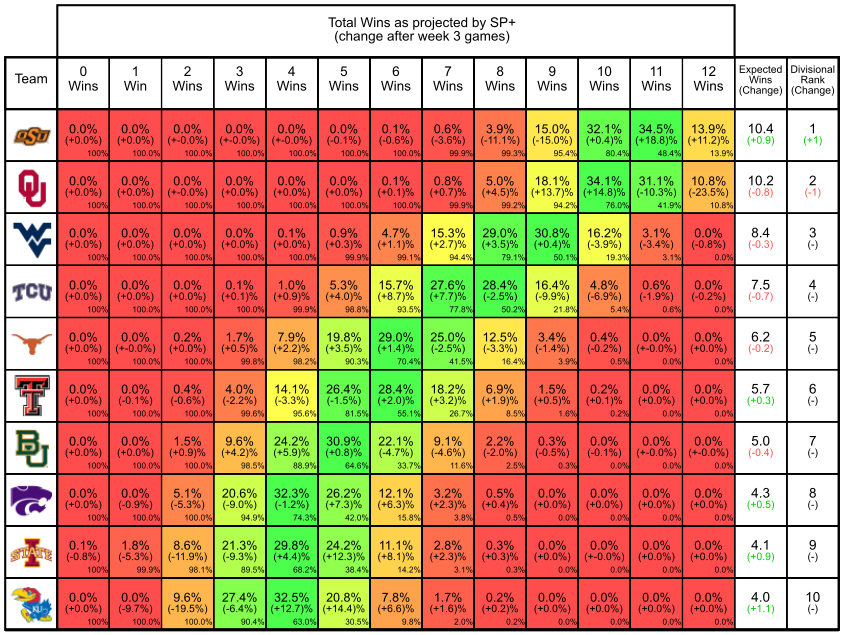 Total Wins as projected by SP+
(change after week 3 games)
Team 0 1 2 3 4 5 6 7 8 9 10 11 12 Expected Divisional
Wins Win Wins Wins Wins Wins Wins Wins Wins Wins Wins Wins Wins Wins Rank
(Change) (Change)
OSU 0.0% 0.0% 0.0% 0.0% 0.0% 0.0% 0.1% 0.6% 3.9% 15.0% 32.1% 34.5% 13.9% 10.4 1
(+0.0%) (+0.0%) (+-0.0%) (+-0.0%) (+-0.0%) (-0.1%) (-0.6%) (-3.6%) (-11.1%) (-15.0%) (+0.4%) (+18.8%) (+11.2%) (+0.9) (+1)
100% 100.0% 100.0% 100.0% 100.0% 100.0% 100.0% 99.9% 99.3% 95.4% 80.4% 48.4% 13.9%
OU 0.0% 0.0% 0.0% 0.0% 0.0% 0.0% 0.1% 0.8% 5.0% 18.1% 34.1% 31.1% 10.8% 10.2 2
(+0.0%) (+0.0%) (+0.0%) (+0.0%) (+0.0%) (+0.0%) (+0.1%) (+0.7%) (+4.5%) (+13.7%) (+14.8%) (-10.3%) (-23.5%) (-0.8) (-1)
100% 100.0% 100.0% 100.0% 100.0% 100.0% 100.0% 99.9% 99.2% 94.2% 76.0% 41.9% 10.8%
WV 0.0% 0.0% 0.0% 0.0% 0.1% 0.9% 4.7% 15.3% 29.0% 30.8% 16.2% 3.1% 0.0% 8.4 3
(+0.0%) (+0.0%) (+0.0%) (+0.0%) (+0.0%) (+0.3%) (+1.1%) (+2.7%) (+3.5%) (+0.4%) (-3.9%) (-3.4%) (-0.8%) (-0.3) (-)
100% 100.0% 100.0% 100.0% 100.0% 99.9% 99.1% 94.4% 79.1% 50.1% 19.3% 3.1% 0.0%
TCU 0.0% 0.0% 0.0% 0.1% 1.0% 5.3% 15.7% 27.6% 28.4% 16.4% 4.8% 0.6% 0.0% 7.5 4
(+0.0%) (+0.0%) (+0.0%) (+0.1%) (+0.9%) (+4.0%) (+8.7%) (+7.7%) (-2.5%) (-9.9%) (-6.9%) (-1.9%) (-0.2%) (-0.7) (-)
100% 100.0% 100.0% 100.0% 99.9% 98.8% 93.5% 77.8% 50.2% 21.8% 5.4% 0.6% 0.0%
0.0% 0.0% 0.2% 1.7% 7.9% 19.8% 29.0% 25.0% 12.5% 3.4% 0.4% 0.0% 0.0% 6.2 5
(+0.0%) (+-0.0%) (+0.0%) (+0.5%) (+2.2%) (+3.5%) (+1.4%) (-2.5%) (-3.3%) (-1.4%) (-0.2%) (+-0.0%) (+-0.0%) (-0.2) (-)
100% 100.0% 100.0% 99.8% 98.2% 90.3% 70.4% 41.5% 16.4% 3.9% 0.5% 0.0% 0.0%
T 0.0% 0.0% 0.4% 4.0% 14.1% 26.4% 28.4% 18.2% 6.9% 1.5% 0.2% 0.0% 0.0% 5.7 6
(+0.0%) (-0.1%) (-0.6%) (-2.2%) (-3.3%) (-1.5%) (+2.0%) (+3.2%) (+1.9%) (+0.5%) (+0.1%) (+0.0%) (+0.0%) (+0.3) (-)
100% 100.0% 100.0% 99.6% 95.6% 81.5% 55.1% 26.7% 8.5% 1.6% 0.2% 0.0% 0.0%
BU 0.0% 0.0% 1.5% 9.6% 24.2% 30.9% 22.1% 9.1% 2.2% 0.3% 0.0% 0.0% 0.0% 5.0 7
(+0.0%) (+0.0%) (+0.9%) (+4.2%) (+5.9%) (+0.8%) (-4.7%) (-4.6%) (-2.0%) (-0.5%) (-0.1%) (+-0.0%) (+-0.0%) (-0.4) (-)
100% 100.0% 100.0% 98.5% 88.9% 64.6% 33.7% 11.6% 2.5% 0.3% 0.0% 0.0% 0.0%
0.0% 0.0% 5.1% 20.6% 32.3% 26.2% 12.1% 3.2% 0.5% 0.0% 0.0% 0.0% 0.0% 4.3 8
(+0.0%) (-0.9%) (-5.3%) (-9.0%) (-1.2%) (+7.3%) (+6.3%) (+2.3%) (+0.4%) (+0.0%) (+0.0%) (+0.0%) (+0.0%) (+0.5) (-)
100% 100.0% 100.0% 94.9% 74.3% 42.0% 15.8% 3.8% 0.5% 0.0% 0.0% 0.0% 0.0%
STATE 0.1% 1.8% 8.6% 21.3% 29.8% 24.2% 11.1% 2.8% 0.3% 0.0% 0.0% 0.0% 0.0% 4.1 9
(-0.8%) (-5.3%) (-11.9%) (-9.3%) (+4.4%) (+12.3%) (+8.1%) (+2.3%) (+0.3%) (+0.0%) (+-0.0%) (+0.0%) (+0.0%) (+0.9) (-)
100% 99.9% 98.1% 89.5% 68.2% 38.4% 14.2% 3.1% 0.3% 0.0% 0.0% 0.0% 0.0%
KU 0.0% 0.0% 9.6% 27.4% 32.5% 20.8% 7.8% 1.7% 0.2% 0.0% 0.0% 0.0% 0.0% 4.0 10
(+0.0%) (-9.7%) (-19.5%) (-6.4%) (+12.7%) (+14.4%) (+6.6%) (+1.6%) (+0.2%) (+0.0%) (+0.0%) (+0.0%) (+0.0%) (+1.1) (-)
100% 100.0% 100.0% 90.4% 63.0% 30.5% 9.8% 2.0% 0.2% 0.0% 0.0% 0.0% 0.0%